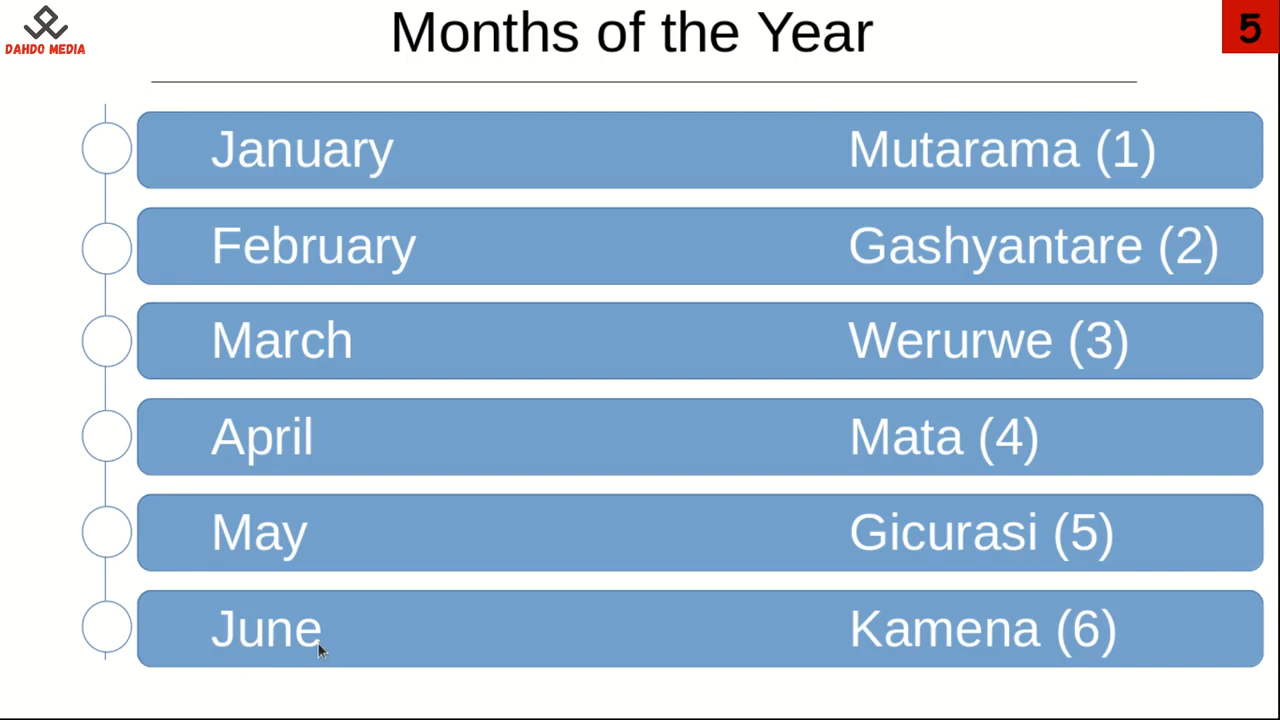 DAHDO MEDIA
Months of the Year
5
January Mutarama (1)
February Gashyantare (2)
March Werurwe (3)
April Mata (4)
May Gicurasi (5)
June Kamena (6)